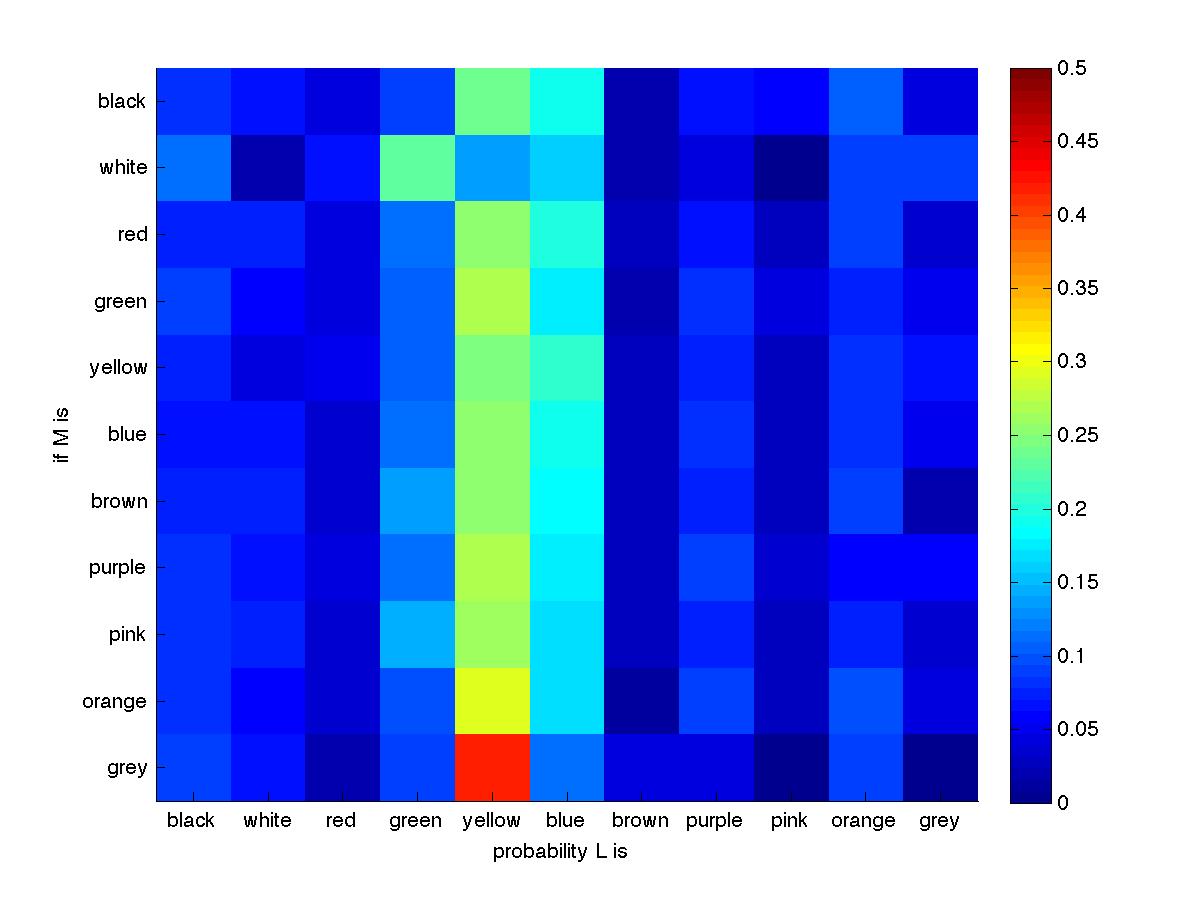 0.5
black
0.45
white
0.4
red
0.35
green
0.3
yellow
0.25
if M is
blue
0.2
brown
0.15
purple
0.1
pink
0.05
orange
grey
0
black white red green yellow blue brown purple pink orange grey
probability L is